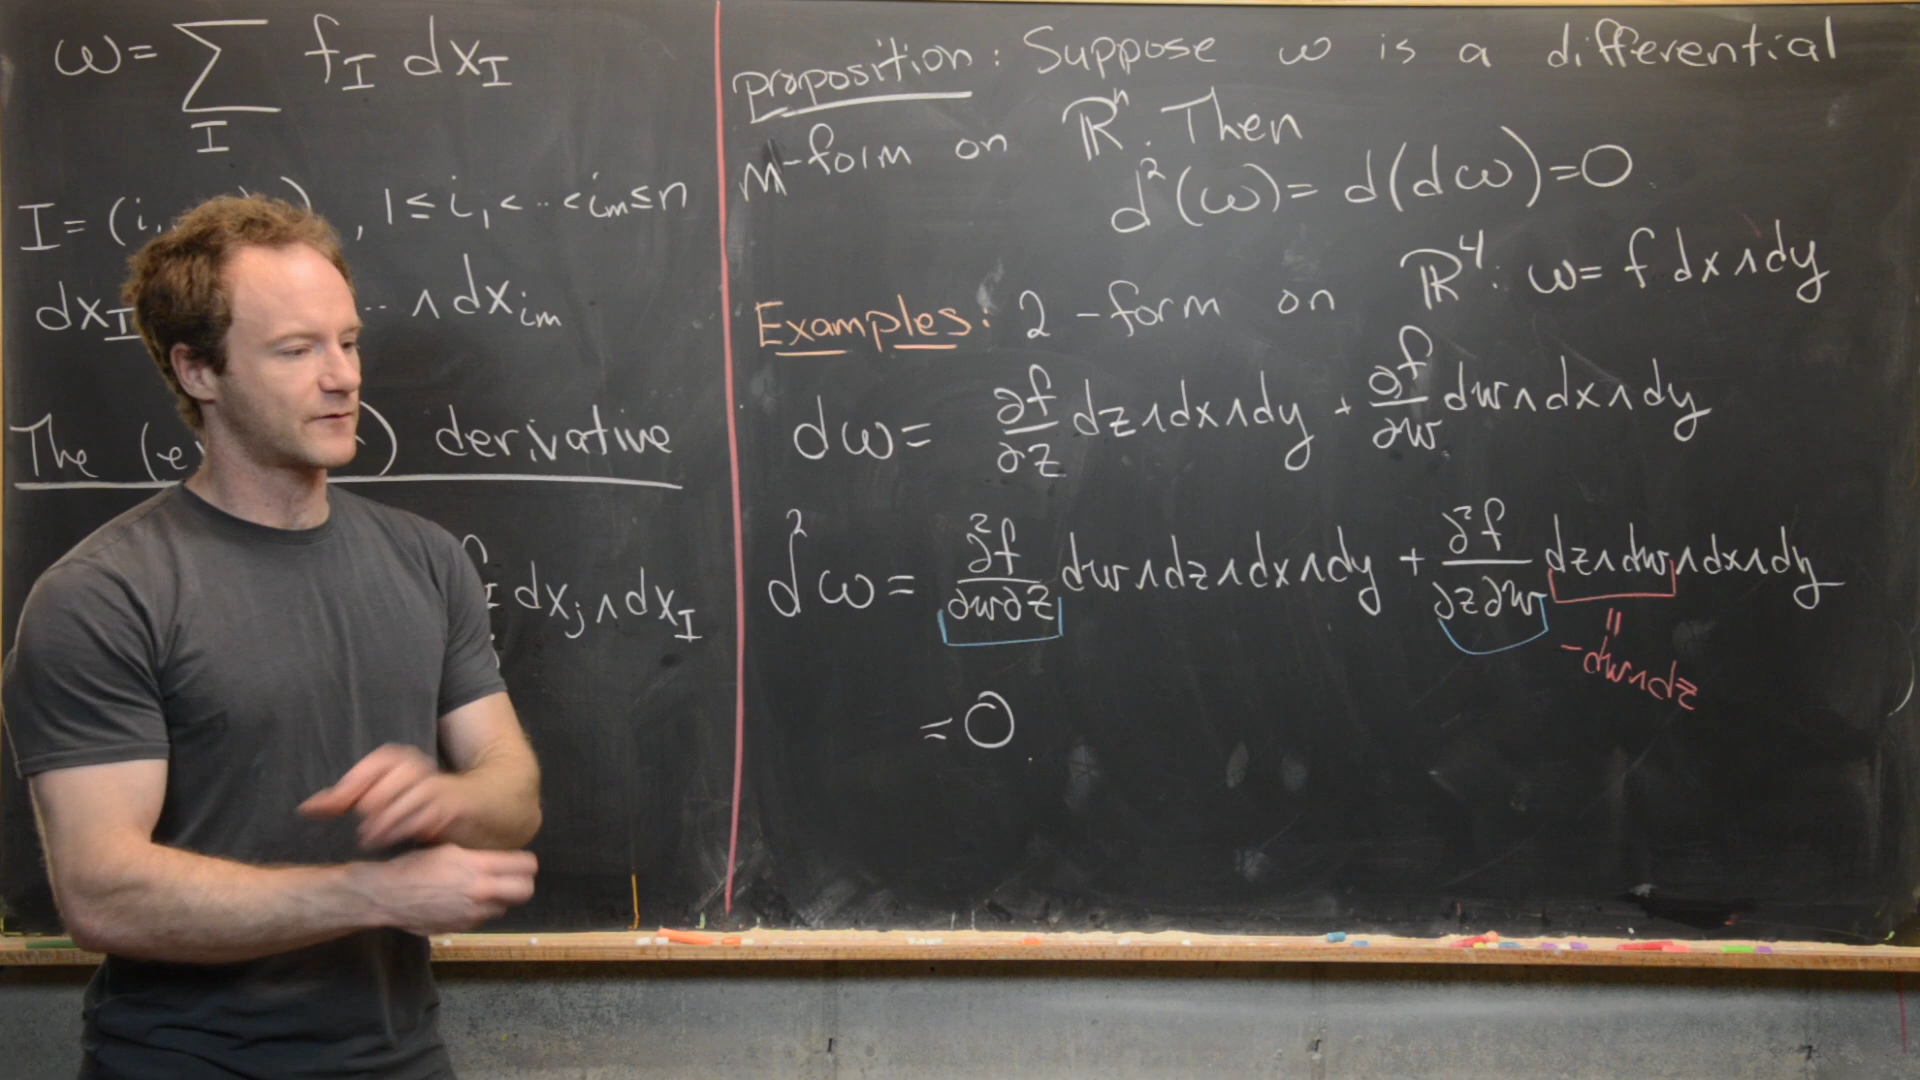 ω = ∑ f_I dx_I
I
I = (i, , 1 ≤ i₁ < ·· < i_m ≤ n
dx_I ·· ∧ dx_im
The (e ) derivative
dx_j ∧ dx_I
proposition: Suppose ω is a differential
m-form on ℝⁿ. Then
d²(ω) = d(dω) = 0
Examples: 2-form on ℝ⁴: ω = f dx∧dy
dω = ∂f/∂z dz∧dx∧dy + ∂f/∂w dw∧dx∧dy
d²ω = ∂²f/∂w∂z dw∧dz∧dx∧dy + ∂²f/∂z∂w dz∧dw∧dx∧dy
=
-dw∧dz
= 0